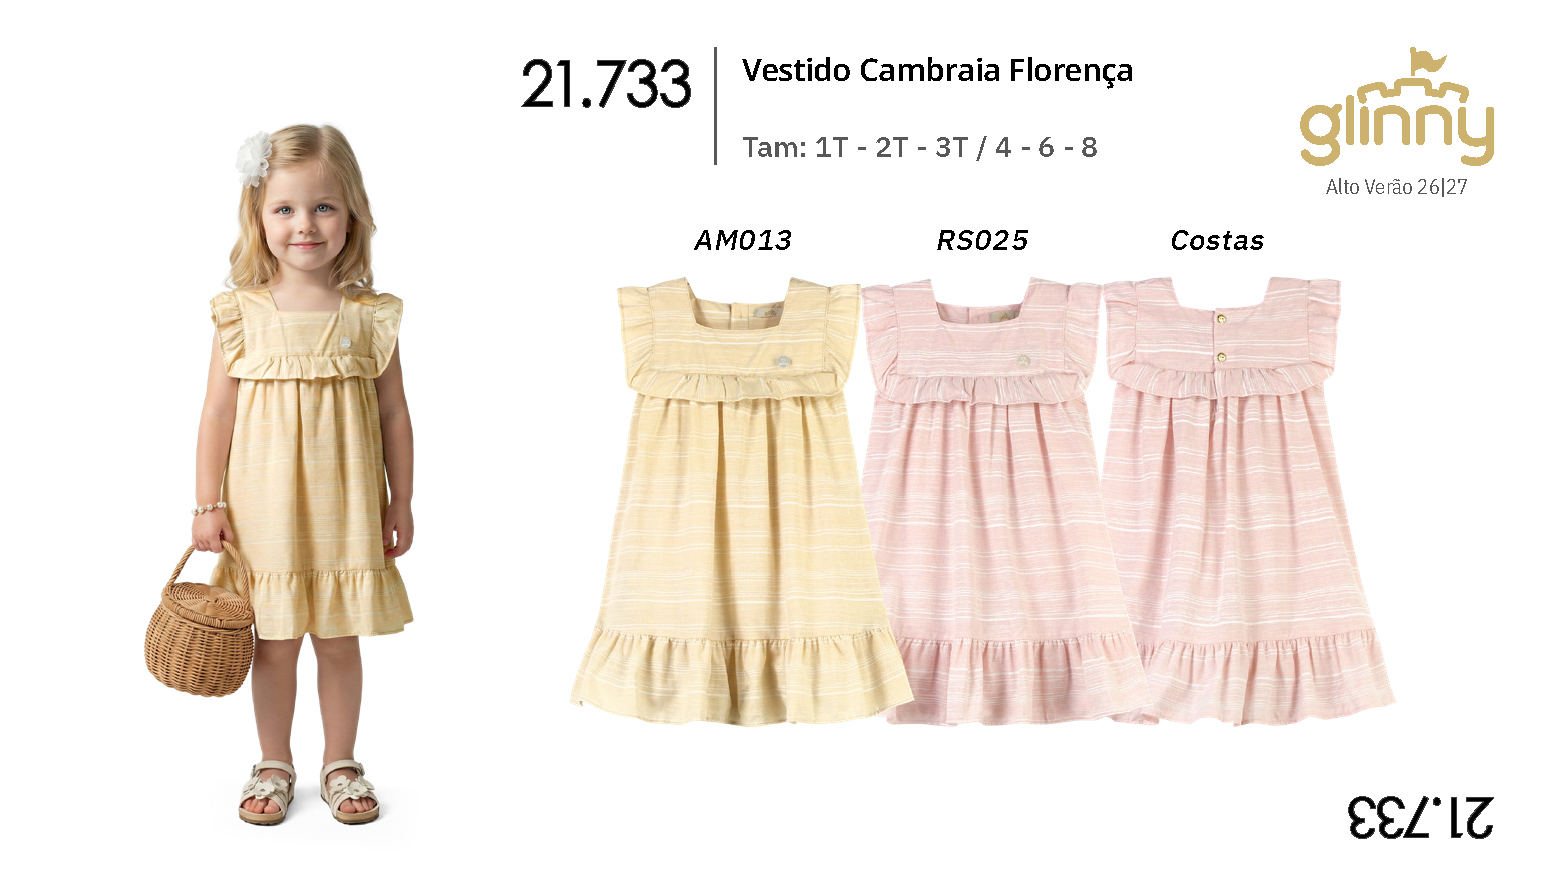 21.733
Vestido Cambraia Florença
Tam: 1T - 2T - 3T / 4 - 6 - 8
glinny
Alto Verão 26|27
AM013
RS025
Costas
21.733